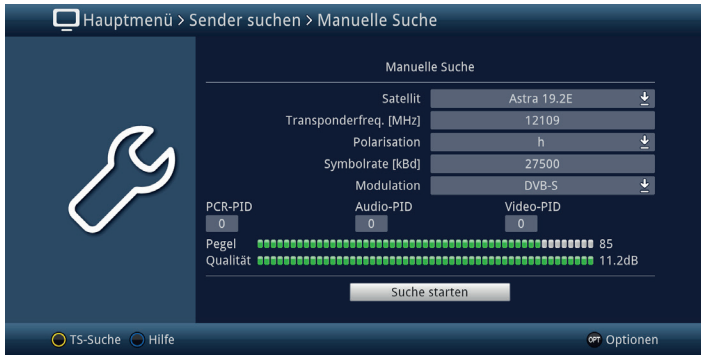 Hauptmenü > Sender suchen > Manuelle Suche
Manuelle Suche
Satellit Astra 19.2E
Transponderfreq. [MHz] 12109
Polarisation h
Symbolrate [kBd] 27500
Modulation DVB-S
PCR-PID Audio-PID Video-PID
0 0 0
Pegel 85
Qualität 11.2dB
Suche starten
TS-Suche Hilfe OPT Optionen